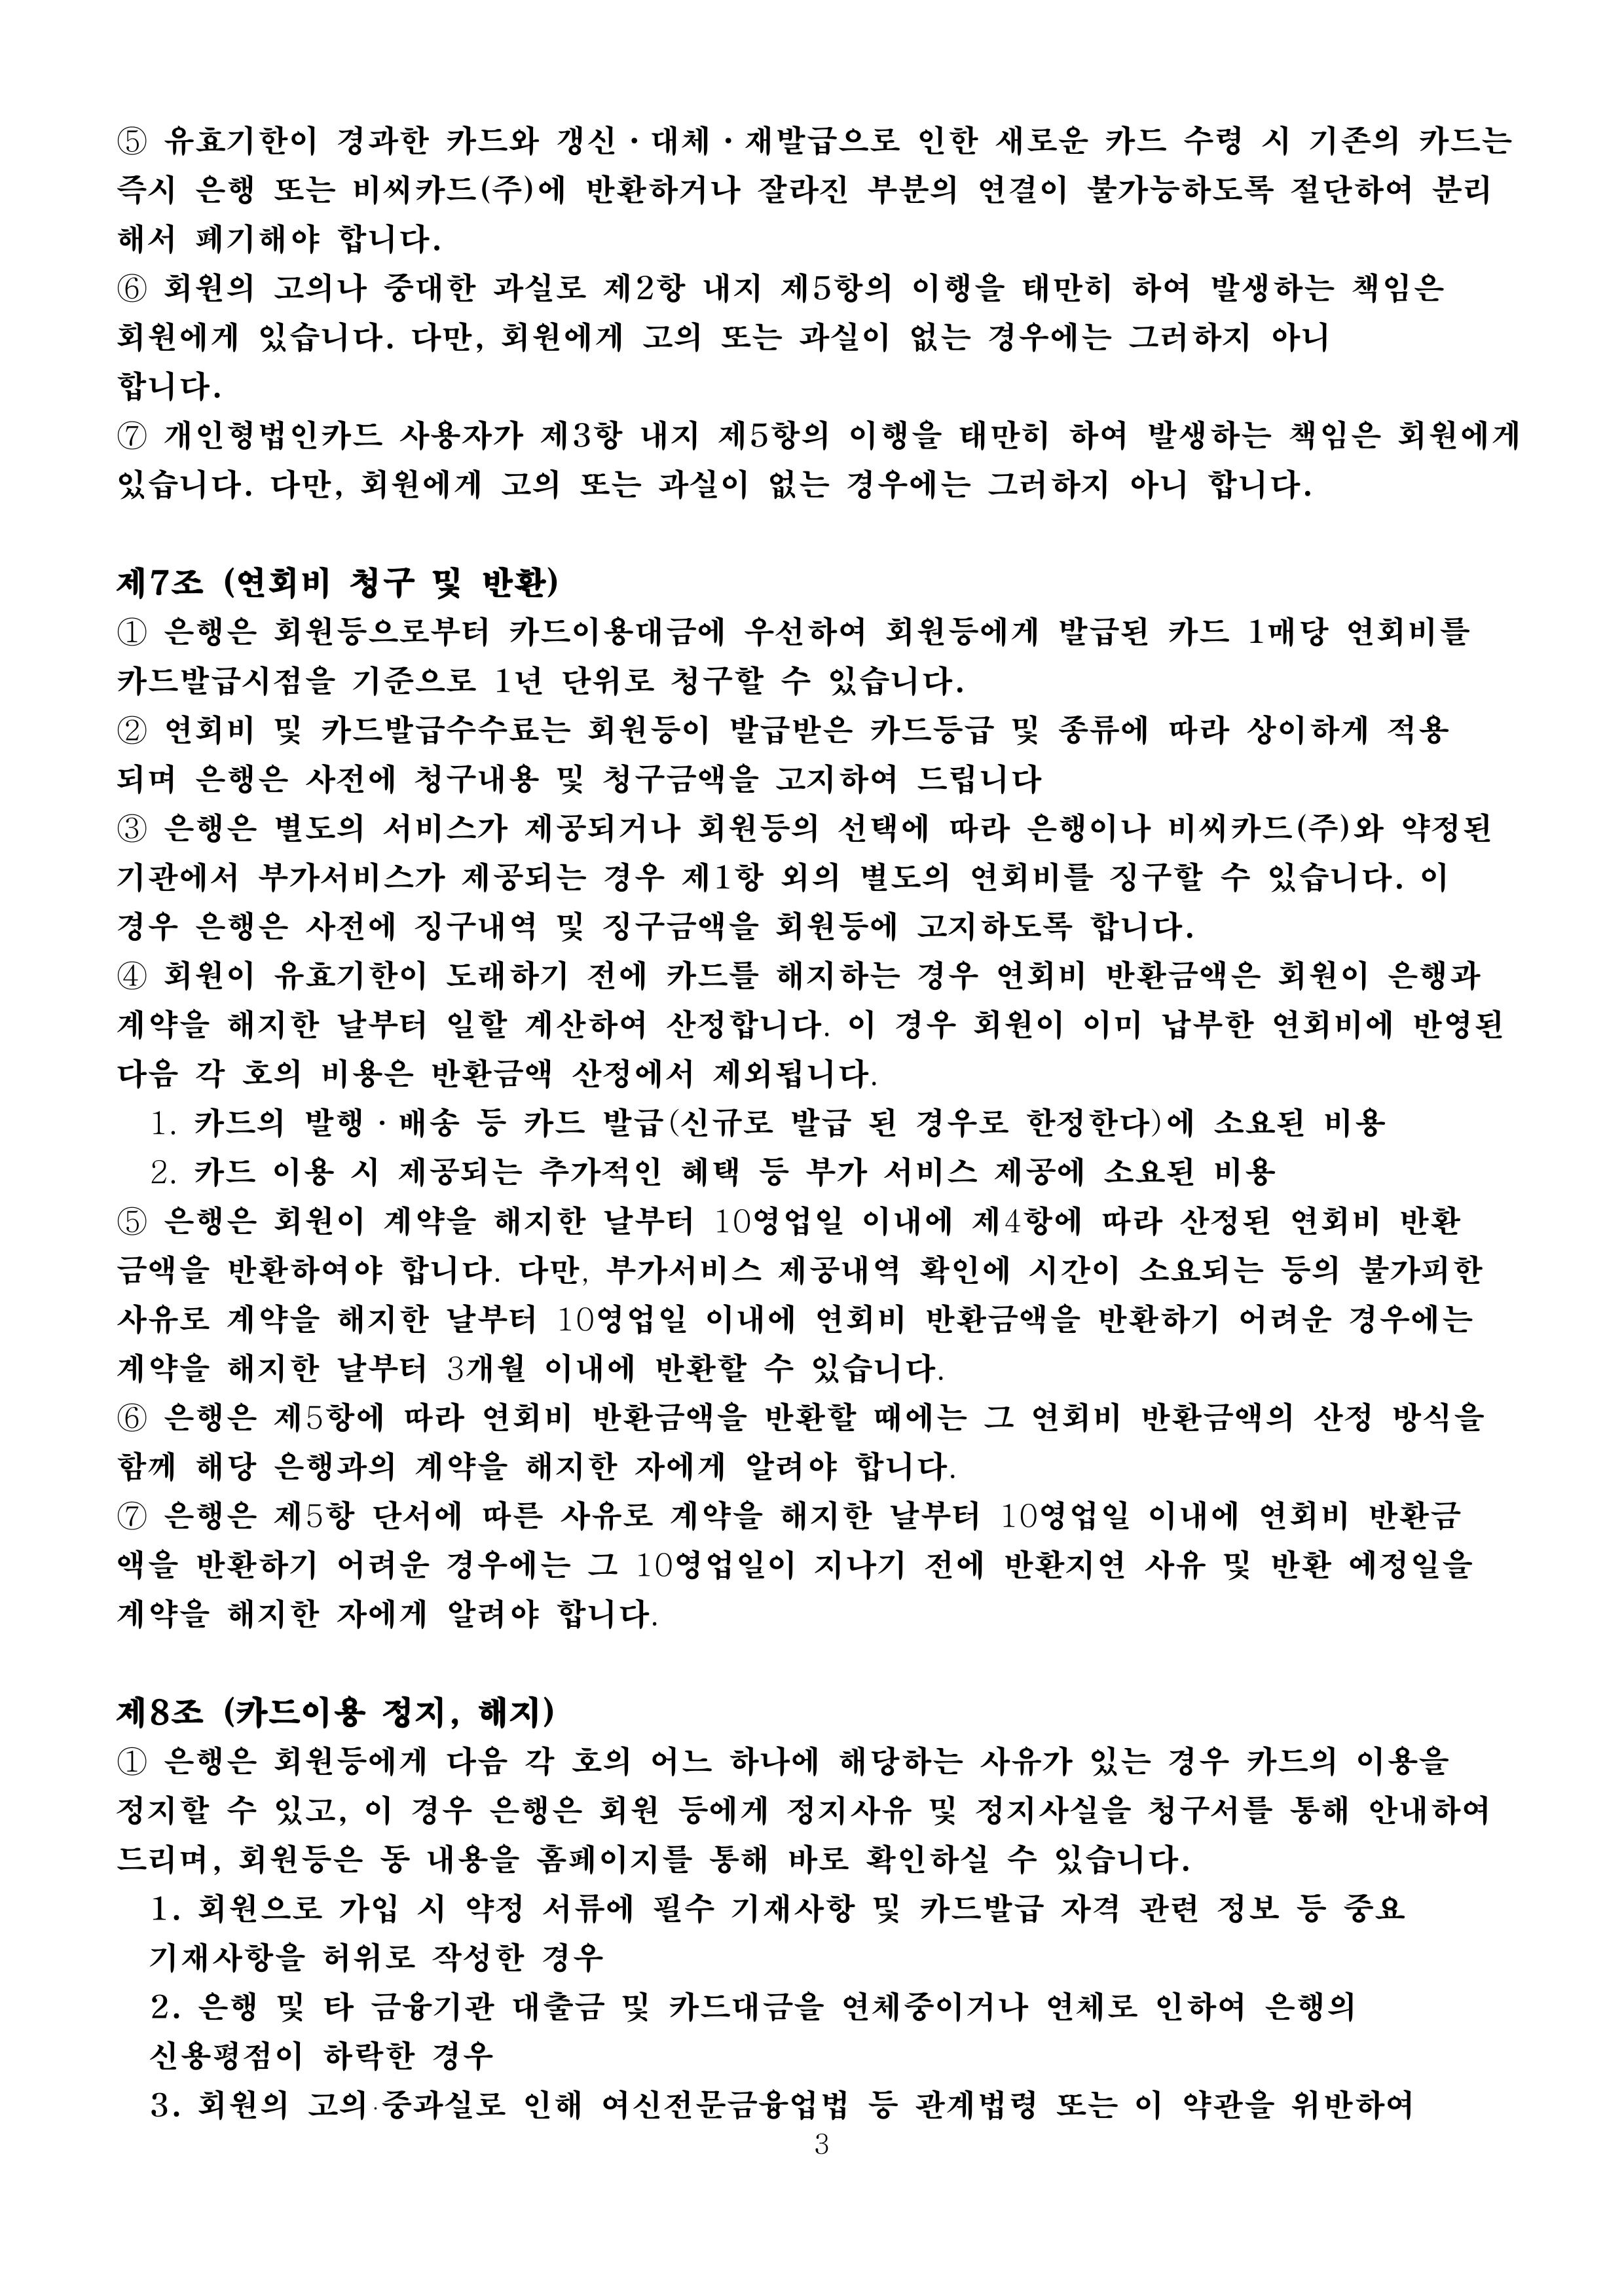 ⑤ 유효기한이 경과한 카드와 갱신·대체·재발급으로 인한 새로운 카드 수령 시 기존의 카드는
즉시 은행 또는 비씨카드(주)에 반환하거나 잘라진 부분의 연결이 불가능하도록 절단하여 분리
해서 폐기해야 합니다.
⑥ 회원의 고의나 중대한 과실로 제2항 내지 제5항의 이행을 태만히 하여 발생하는 책임은
회원에게 있습니다. 다만, 회원에게 고의 또는 과실이 없는 경우에는 그러하지 아니
합니다.
⑦ 개인형법인카드 사용자가 제3항 내지 제5항의 이행을 태만히 하여 발생하는 책임은 회원에게
있습니다. 다만, 회원에게 고의 또는 과실이 없는 경우에는 그러하지 아니 합니다.
제7조 (연회비 청구 및 반환)
① 은행은 회원등으로부터 카드이용대금에 우선하여 회원등에게 발급된 카드 1매당 연회비를
카드발급시점을 기준으로 1년 단위로 청구할 수 있습니다.
② 연회비 및 카드발급수수료는 회원등이 발급받은 카드등급 및 종류에 따라 상이하게 적용
되며 은행은 사전에 청구내용 및 청구금액을 고지하여 드립니다
③ 은행은 별도의 서비스가 제공되거나 회원등의 선택에 따라 은행이나 비씨카드(주)와 약정된
기관에서 부가서비스가 제공되는 경우 제1항 외의 별도의 연회비를 징구할 수 있습니다. 이
경우 은행은 사전에 징구내역 및 징구금액을 회원등에 고지하도록 합니다.
④ 회원이 유효기한이 도래하기 전에 카드를 해지하는 경우 연회비 반환금액은 회원이 은행과
계약을 해지한 날부터 일할 계산하여 산정합니다. 이 경우 회원이 이미 납부한 연회비에 반영된
다음 각 호의 비용은 반환금액 산정에서 제외됩니다.
1. 카드의 발행·배송 등 카드 발급(신규로 발급 된 경우로 한정한다)에 소요된 비용
2. 카드 이용 시 제공되는 추가적인 혜택 등 부가 서비스 제공에 소요된 비용
⑤ 은행은 회원이 계약을 해지한 날부터 10영업일 이내에 제4항에 따라 산정된 연회비 반환
금액을 반환하여야 합니다. 다만, 부가서비스 제공내역 확인에 시간이 소요되는 등의 불가피한
사유로 계약을 해지한 날부터 10영업일 이내에 연회비 반환금액을 반환하기 어려운 경우에는
계약을 해지한 날부터 3개월 이내에 반환할 수 있습니다.
⑥ 은행은 제5항에 따라 연회비 반환금액을 반환할 때에는 그 연회비 반환금액의 산정 방식을
함께 해당 은행과의 계약을 해지한 자에게 알려야 합니다.
⑦ 은행은 제5항 단서에 따른 사유로 계약을 해지한 날부터 10영업일 이내에 연회비 반환금
액을 반환하기 어려운 경우에는 그 10영업일이 지나기 전에 반환지연 사유 및 반환 예정일을
계약을 해지한 자에게 알려야 합니다.
제8조 (카드이용 정지, 해지)
① 은행은 회원등에게 다음 각 호의 어느 하나에 해당하는 사유가 있는 경우 카드의 이용을
정지할 수 있고, 이 경우 은행은 회원 등에게 정지사유 및 정지사실을 청구서를 통해 안내하여
드리며, 회원등은 동 내용을 홈페이지를 통해 바로 확인하실 수 있습니다.
1. 회원으로 가입 시 약정 서류에 필수 기재사항 및 카드발급 자격 관련 정보 등 중요
기재사항을 허위로 작성한 경우
2. 은행 및 타 금융기관 대출금 및 카드대금을 연체중이거나 연체로 인하여 은행의
신용평점이 하락한 경우
3. 회원의 고의·중과실로 인해 여신전문금융업법 등 관계법령 또는 이 약관을 위반하여
3